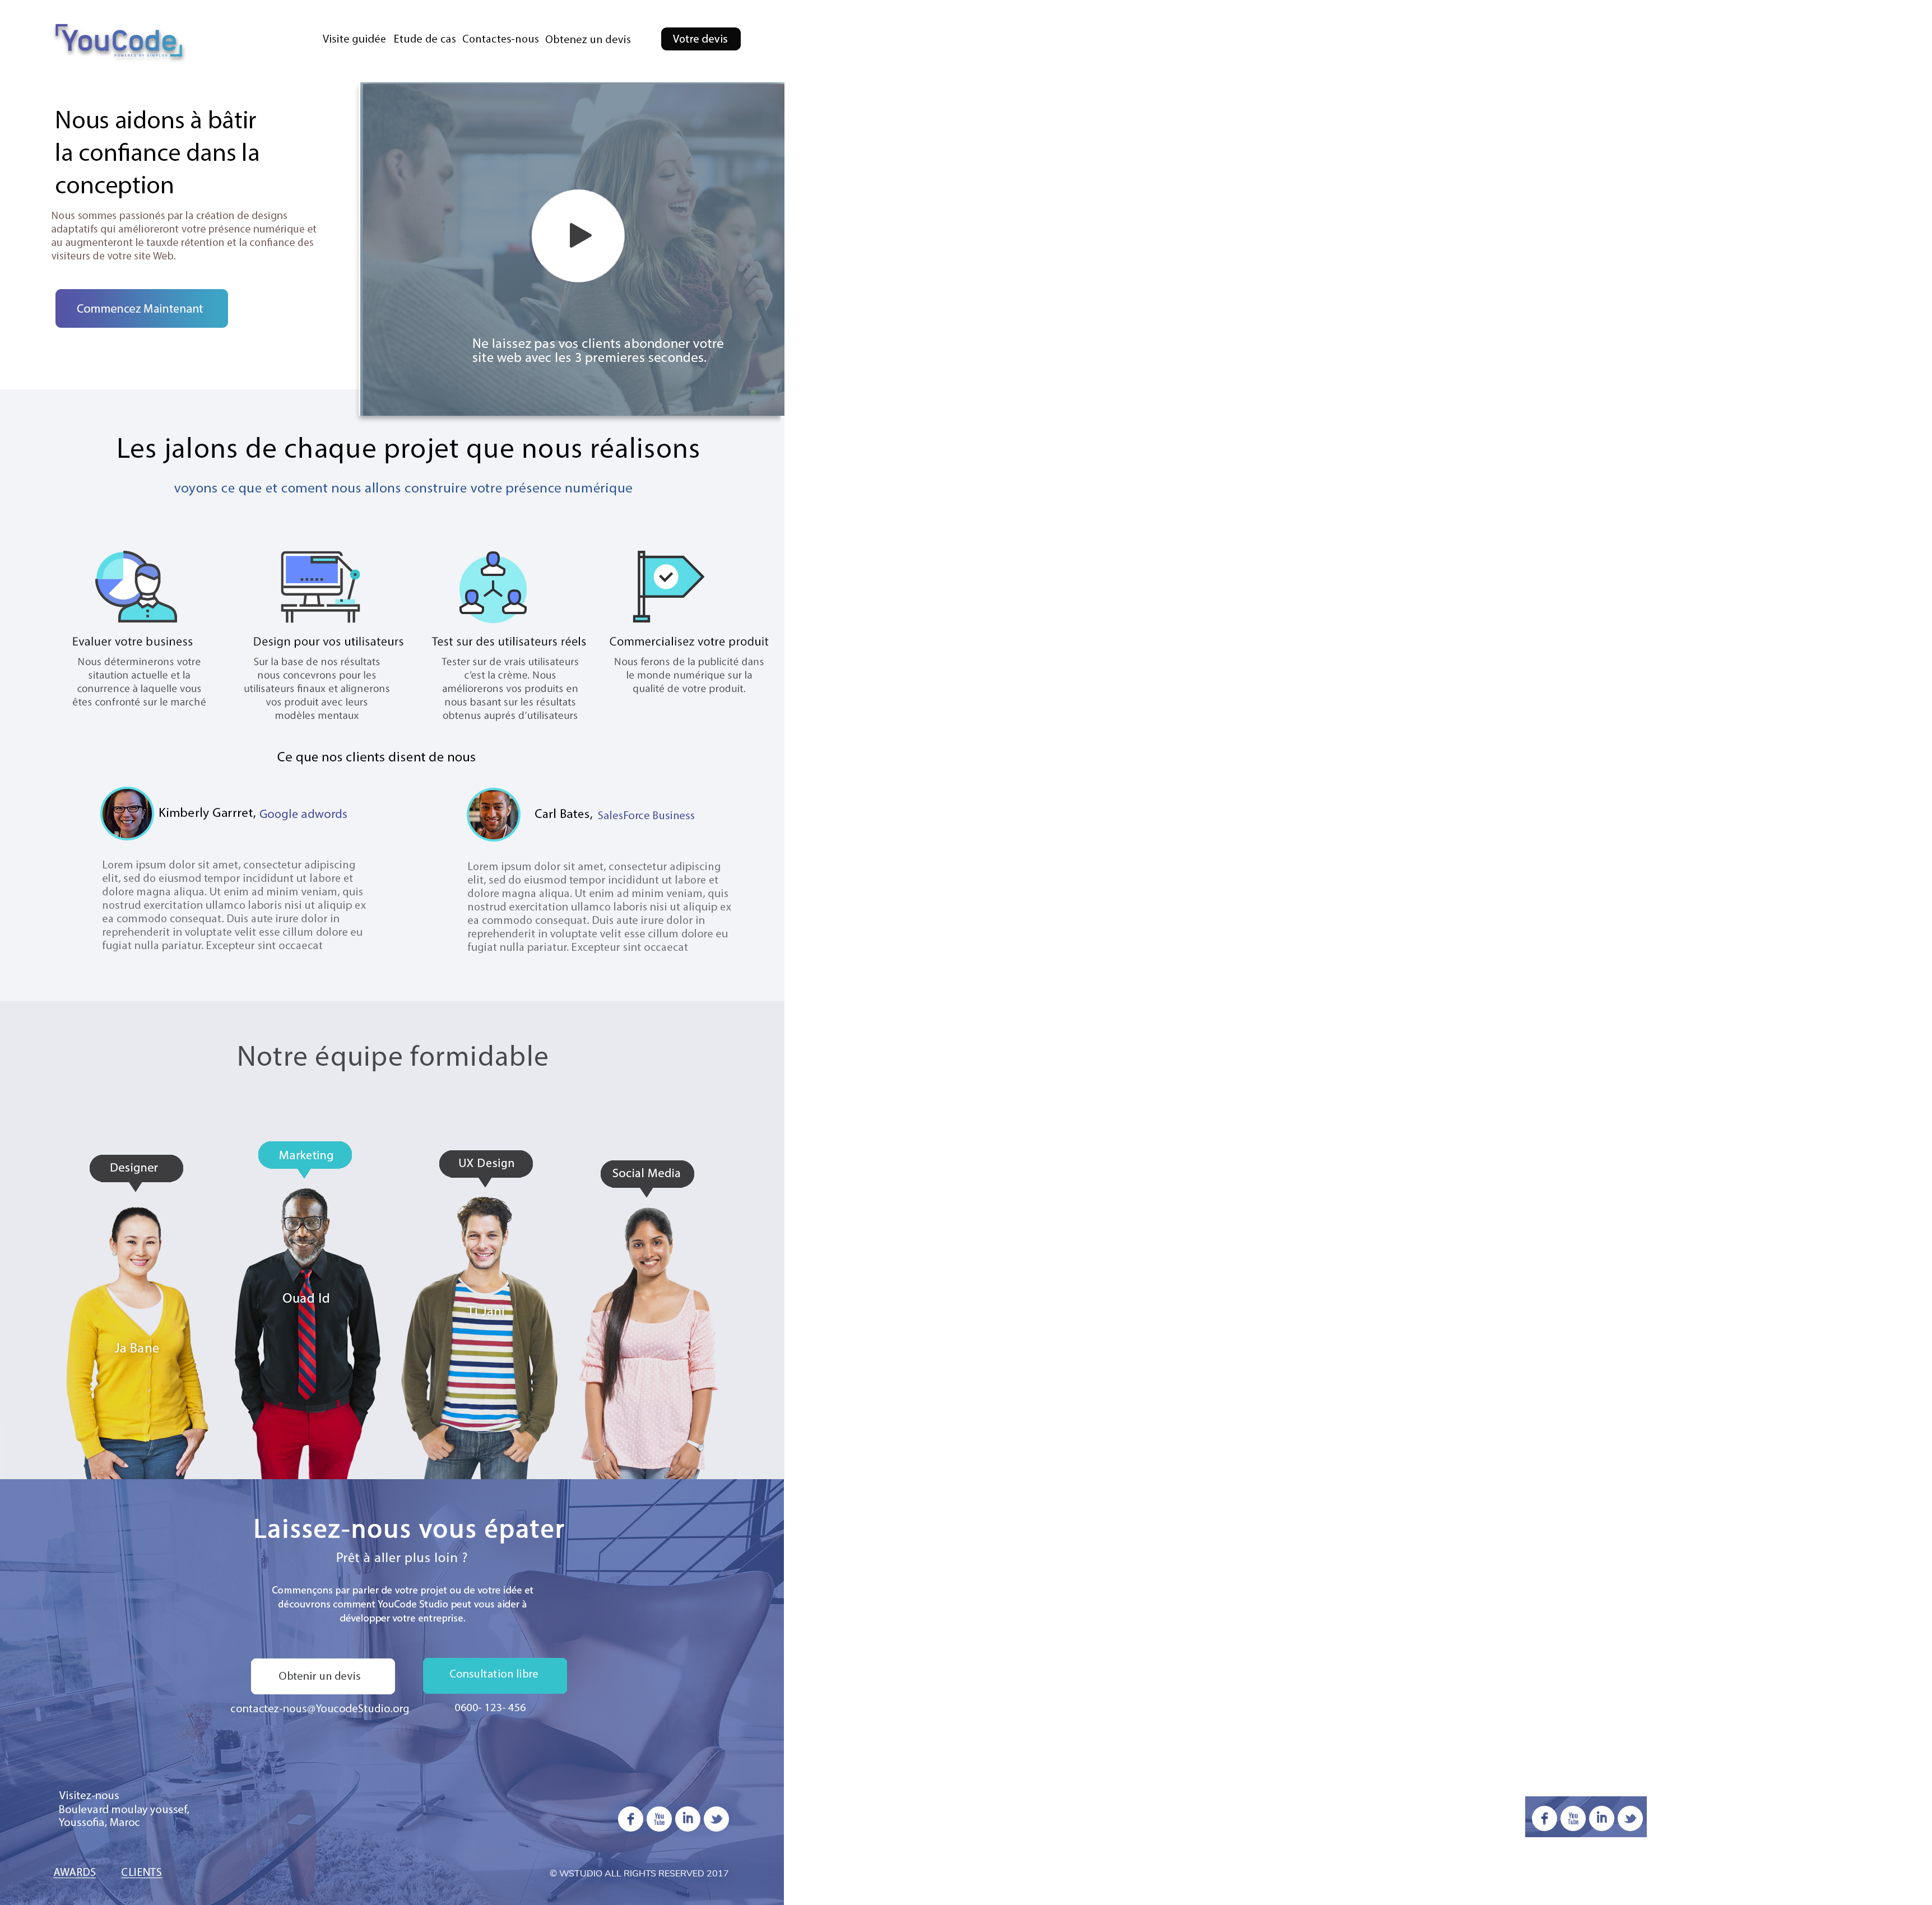 YouCode
POWERED BY SIMPLON
Visite guidée Etude de cas Contactes-nous Obtenez un devis Votre devis
Nous aidons à bâtir
la confiance dans la
conception
Nous sommes passionés par la création de designs
adaptatifs qui amélioreront votre présence numérique et
au augmenteront le tauxde rétention et la confiance des
visiteurs de votre site Web.
Commencez Maintenant
Ne laissez pas vos clients abondoner votre
site web avec les 3 premieres secondes.
Les jalons de chaque projet que nous réalisons
voyons ce que et coment nous allons construire votre présence numérique
Evaluer votre business
Nous déterminerons votre
sitaution actuelle et la
conurrence à laquelle vous
êtes confronté sur le marché
Design pour vos utilisateurs
Sur la base de nos résultats
nous concevrons pour les
utilisateurs finaux et alignerons
vos produit avec leurs
modèles mentaux
Test sur des utilisateurs réels
Tester sur de vrais utilisateurs
c'est la crème. Nous
améliorerons vos produits en
nous basant sur les résultats
obtenus auprés d'utilisateurs
Commercialisez votre produit
Nous ferons de la publicité dans
le monde numérique sur la
qualité de votre produit.
Ce que nos clients disent de nous
Kimberly Garrret, Google adwords
Lorem ipsum dolor sit amet, consectetur adipiscing
elit, sed do eiusmod tempor incididunt ut labore et
dolore magna aliqua. Ut enim ad minim veniam, quis
nostrud exercitation ullamco laboris nisi ut aliquip ex
ea commodo consequat. Duis aute irure dolor in
reprehenderit in voluptate velit esse cillum dolore eu
fugiat nulla pariatur. Excepteur sint occaecat
Carl Bates, SalesForce Business
Lorem ipsum dolor sit amet, consectetur adipiscing
elit, sed do eiusmod tempor incididunt ut labore et
dolore magna aliqua. Ut enim ad minim veniam, quis
nostrud exercitation ullamco laboris nisi ut aliquip ex
ea commodo consequat. Duis aute irure dolor in
reprehenderit in voluptate velit esse cillum dolore eu
fugiat nulla pariatur. Excepteur sint occaecat
Notre équipe formidable
Designer
Marketing
UX Design
Social Media
Ja Bane
Ouad Id
Ti Jani
Laissez-nous vous épater
Prêt à aller plus loin ?
Commençons par parler de votre projet ou de votre idée et
découvrons comment YouCode Studio peut vous aider à
développer votre entreprise.
Obtenir un devis
Consultation libre
contactez-nous@YoucodeStudio.org
0600- 123- 456
Visitez-nous
Boulevard moulay youssef,
Youssofia, Maroc
f You Tube in
f You Tube in
AWARDS CLIENTS
© WSTUDIO ALL RIGHTS RESERVED 2017